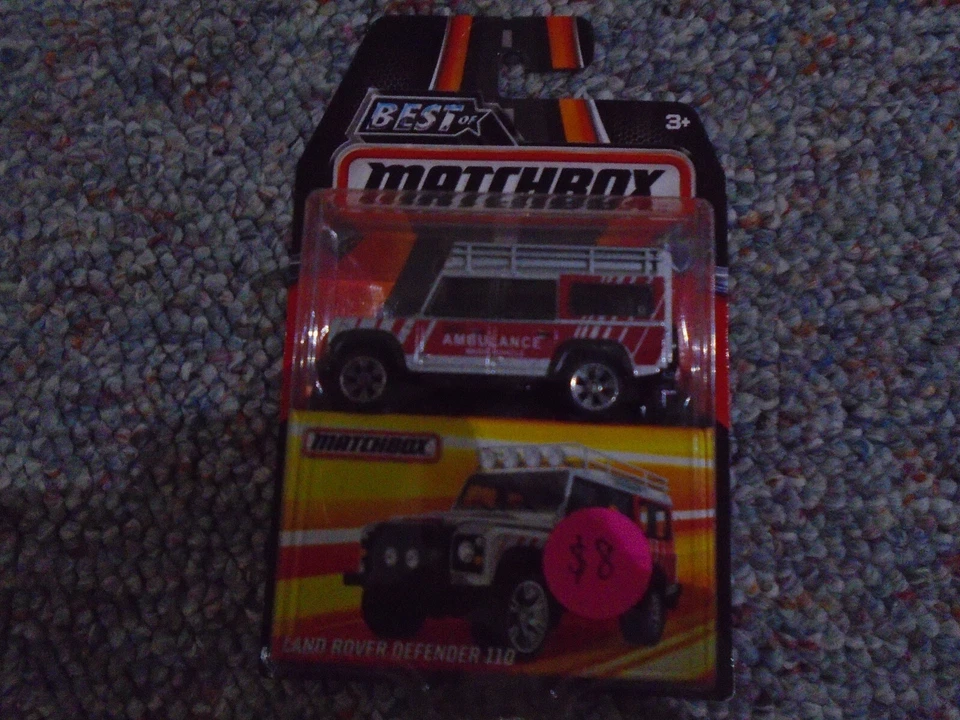 BEST OF
3+
MATCHBOX
AMBULANCE
MATCHBOX
$8
LAND ROVER DEFENDER 110